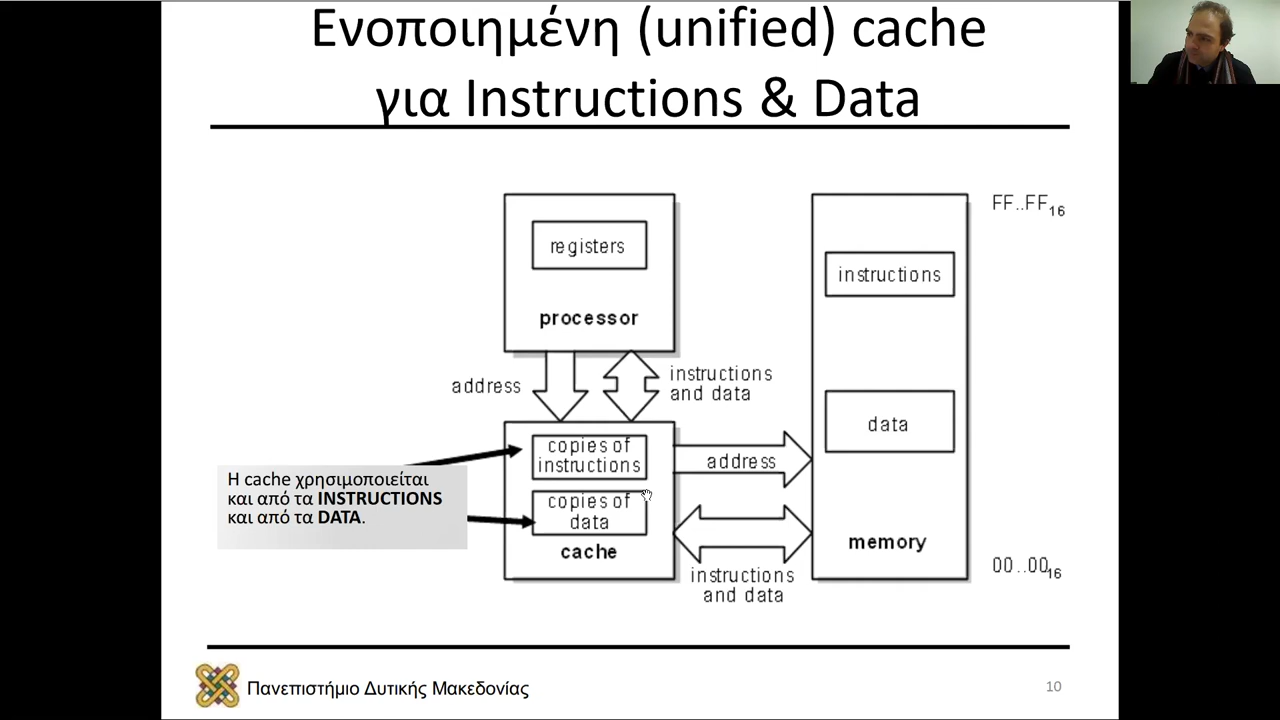 Ενοποιημένη (unified) cache
για Instructions & Data
registers
processor
address
instructions
and data
copies of
instructions
copies of
data
cache
address
instructions
and data
instructions
data
memory
FF..FF16
00..0016
Η cache χρησιμοποιείται
και από τα INSTRUCTIONS
και από τα DATA.
Πανεπιστήμιο Δυτικής Μακεδονίας
10